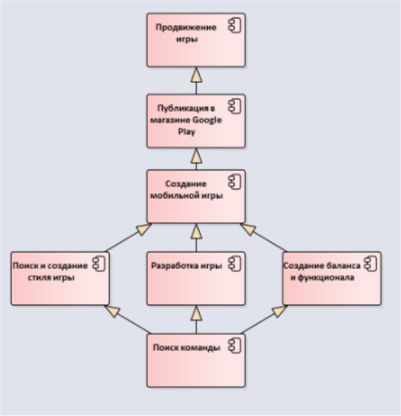 Продвижение
игры
Публикация в
магазине Google
Play
Создание
мобильной игры
Поиск и создание
стиля игры
Разработка игры
Создание баланса
и функционала
Поиск команды